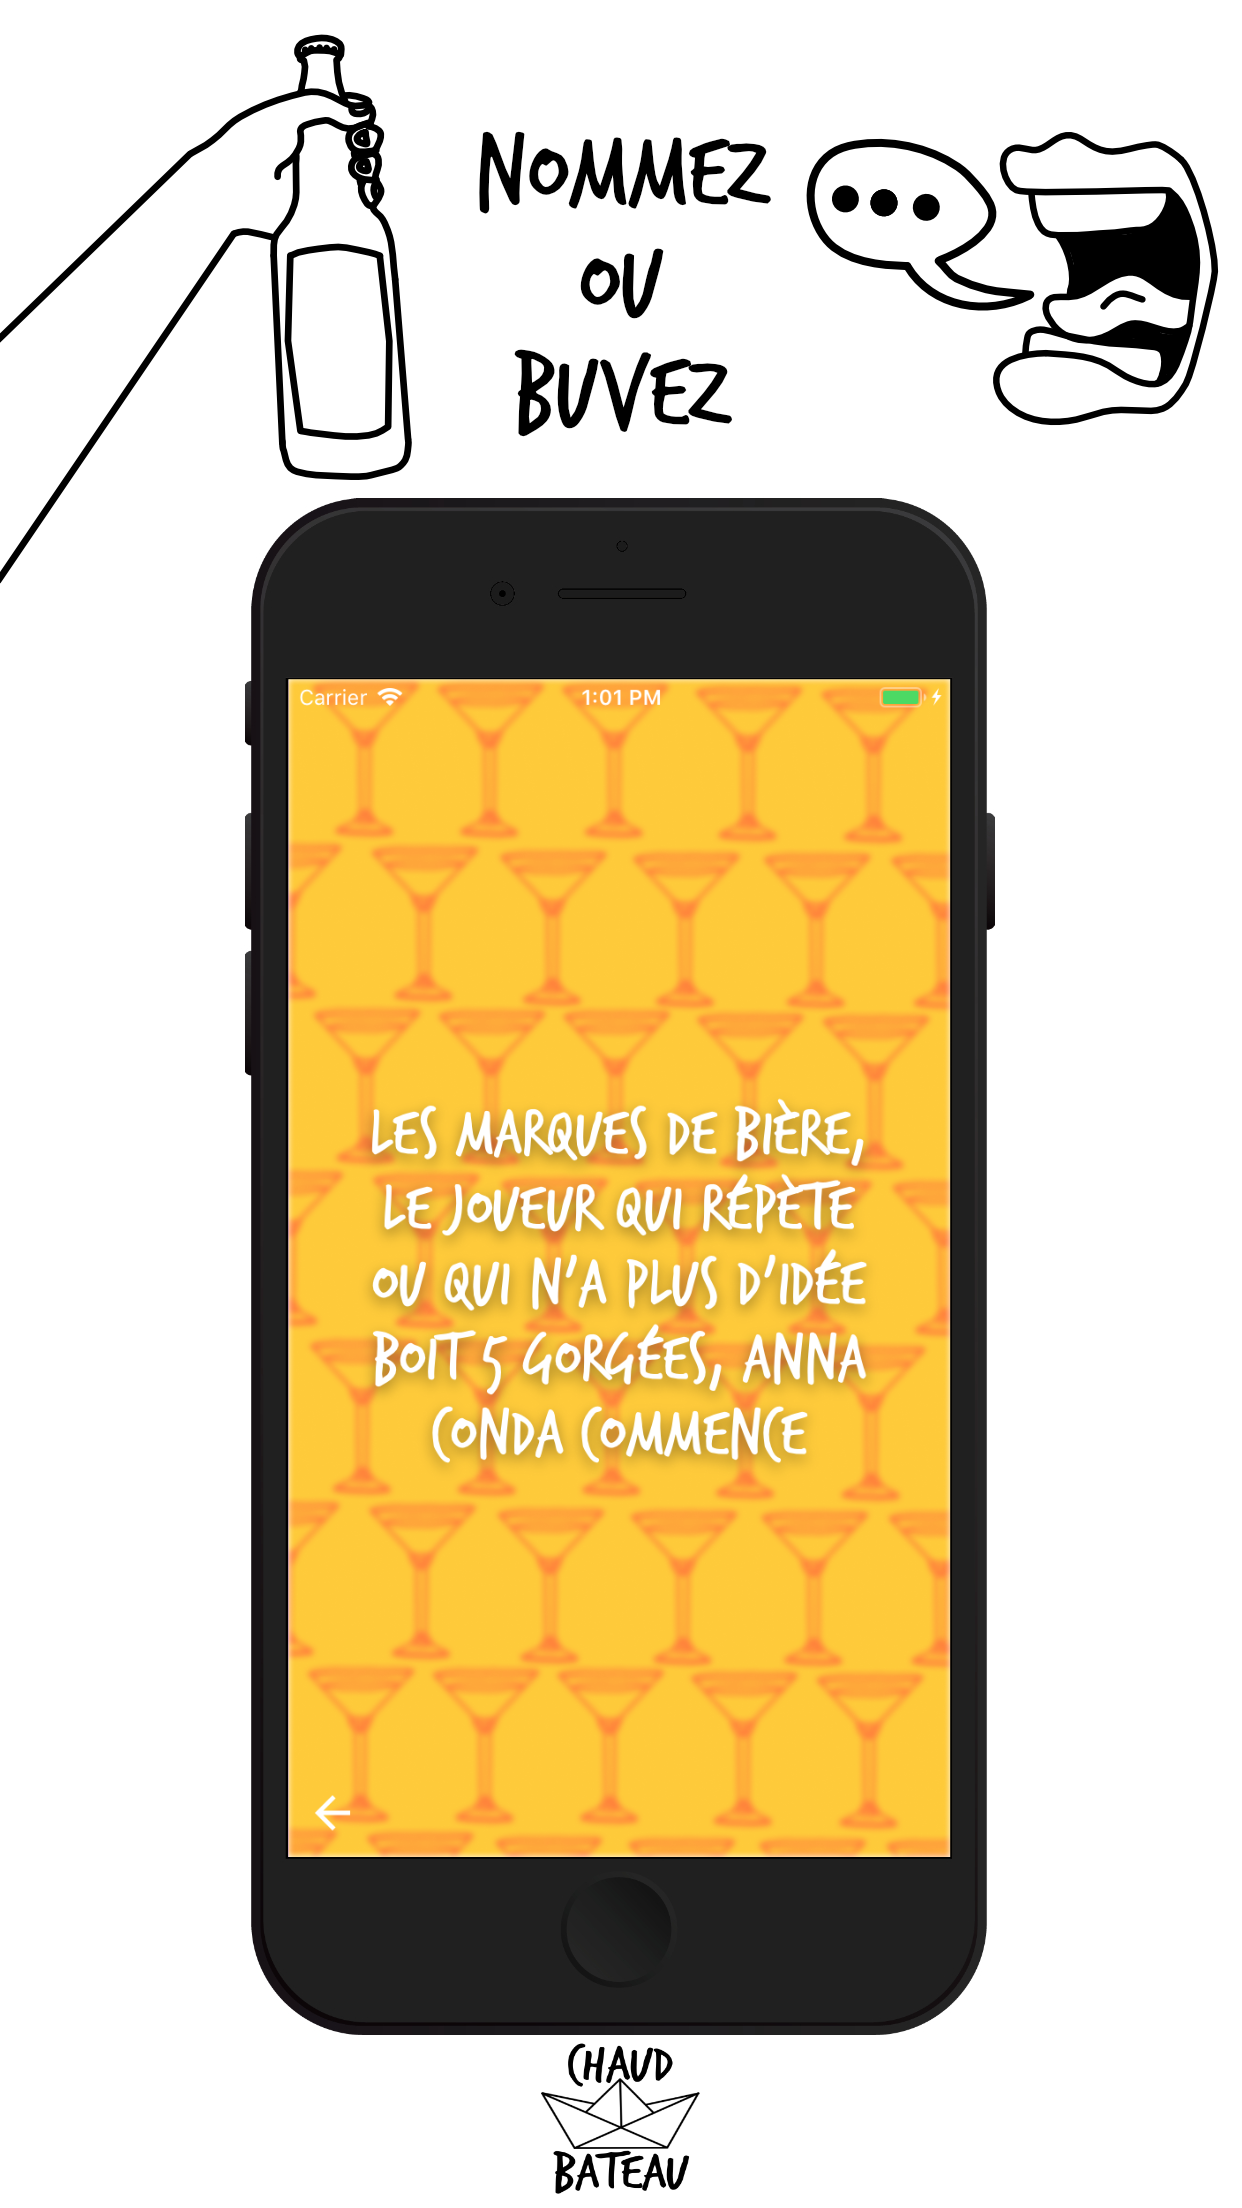 NOMMEZ
OU
BUVEZ
Carrier 1:01 PM
LES MARQUES DE BIÈRE,
LE JOUEUR QUI RÉPÈTE
OU QUI N'A PLUS D'IDÉE
BOIT 5 GORGÉES, ANNA
CONDA COMMENCE
CHAUD
BATEAU